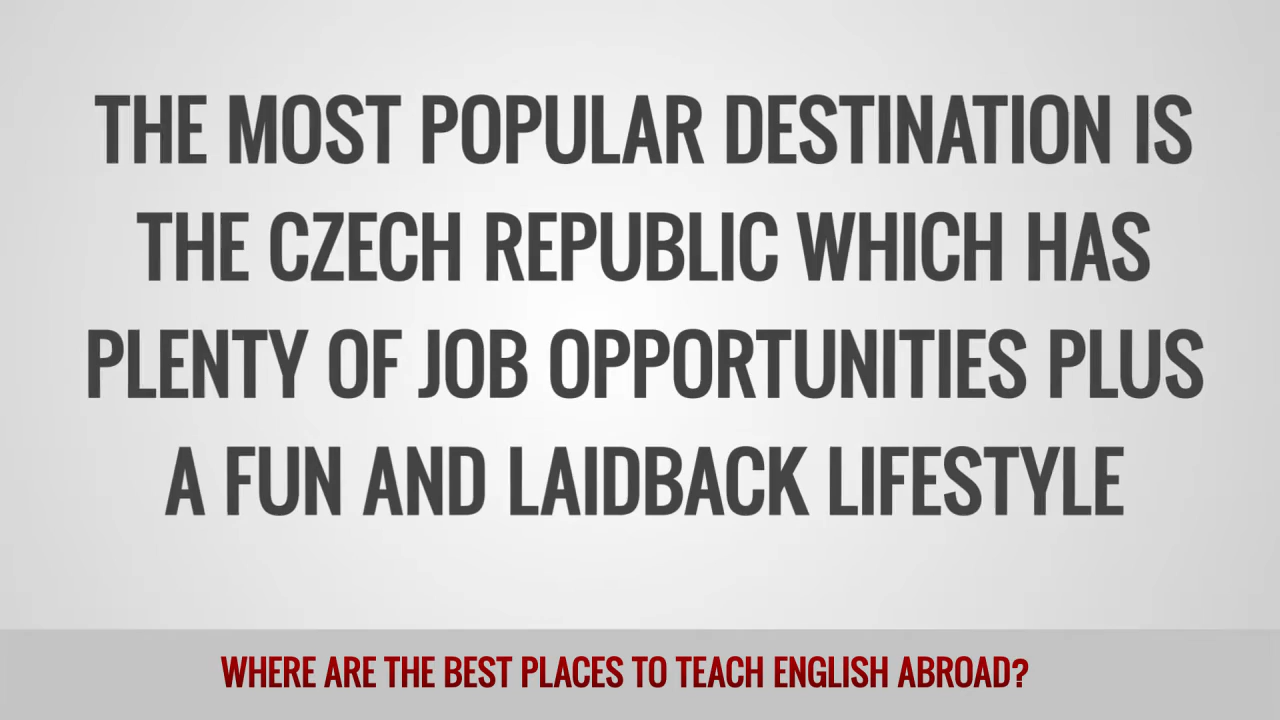 THE MOST POPULAR DESTINATION IS
THE CZECH REPUBLIC WHICH HAS
PLENTY OF JOB OPPORTUNITIES PLUS
A FUN AND LAIDBACK LIFESTYLE
WHERE ARE THE BEST PLACES TO TEACH ENGLISH ABROAD?